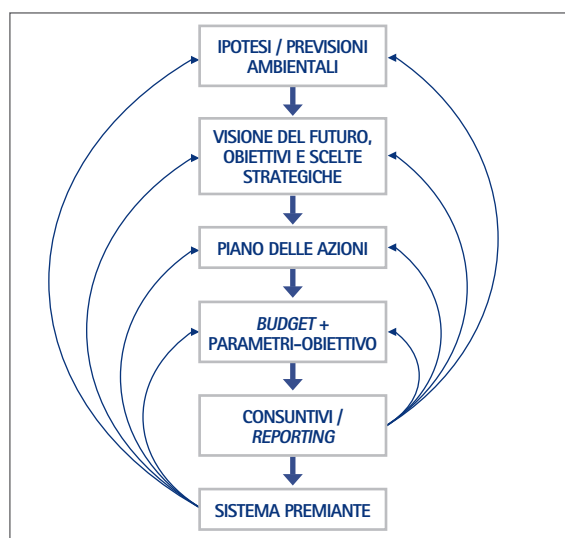 IPOTESI / PREVISIONI
AMBIENTALI
VISIONE DEL FUTURO,
OBIETTIVI E SCELTE
STRATEGICHE
PIANO DELLE AZIONI
BUDGET +
PARAMETRI-OBIETTIVO
CONSUNTIVI /
REPORTING
SISTEMA PREMIANTE